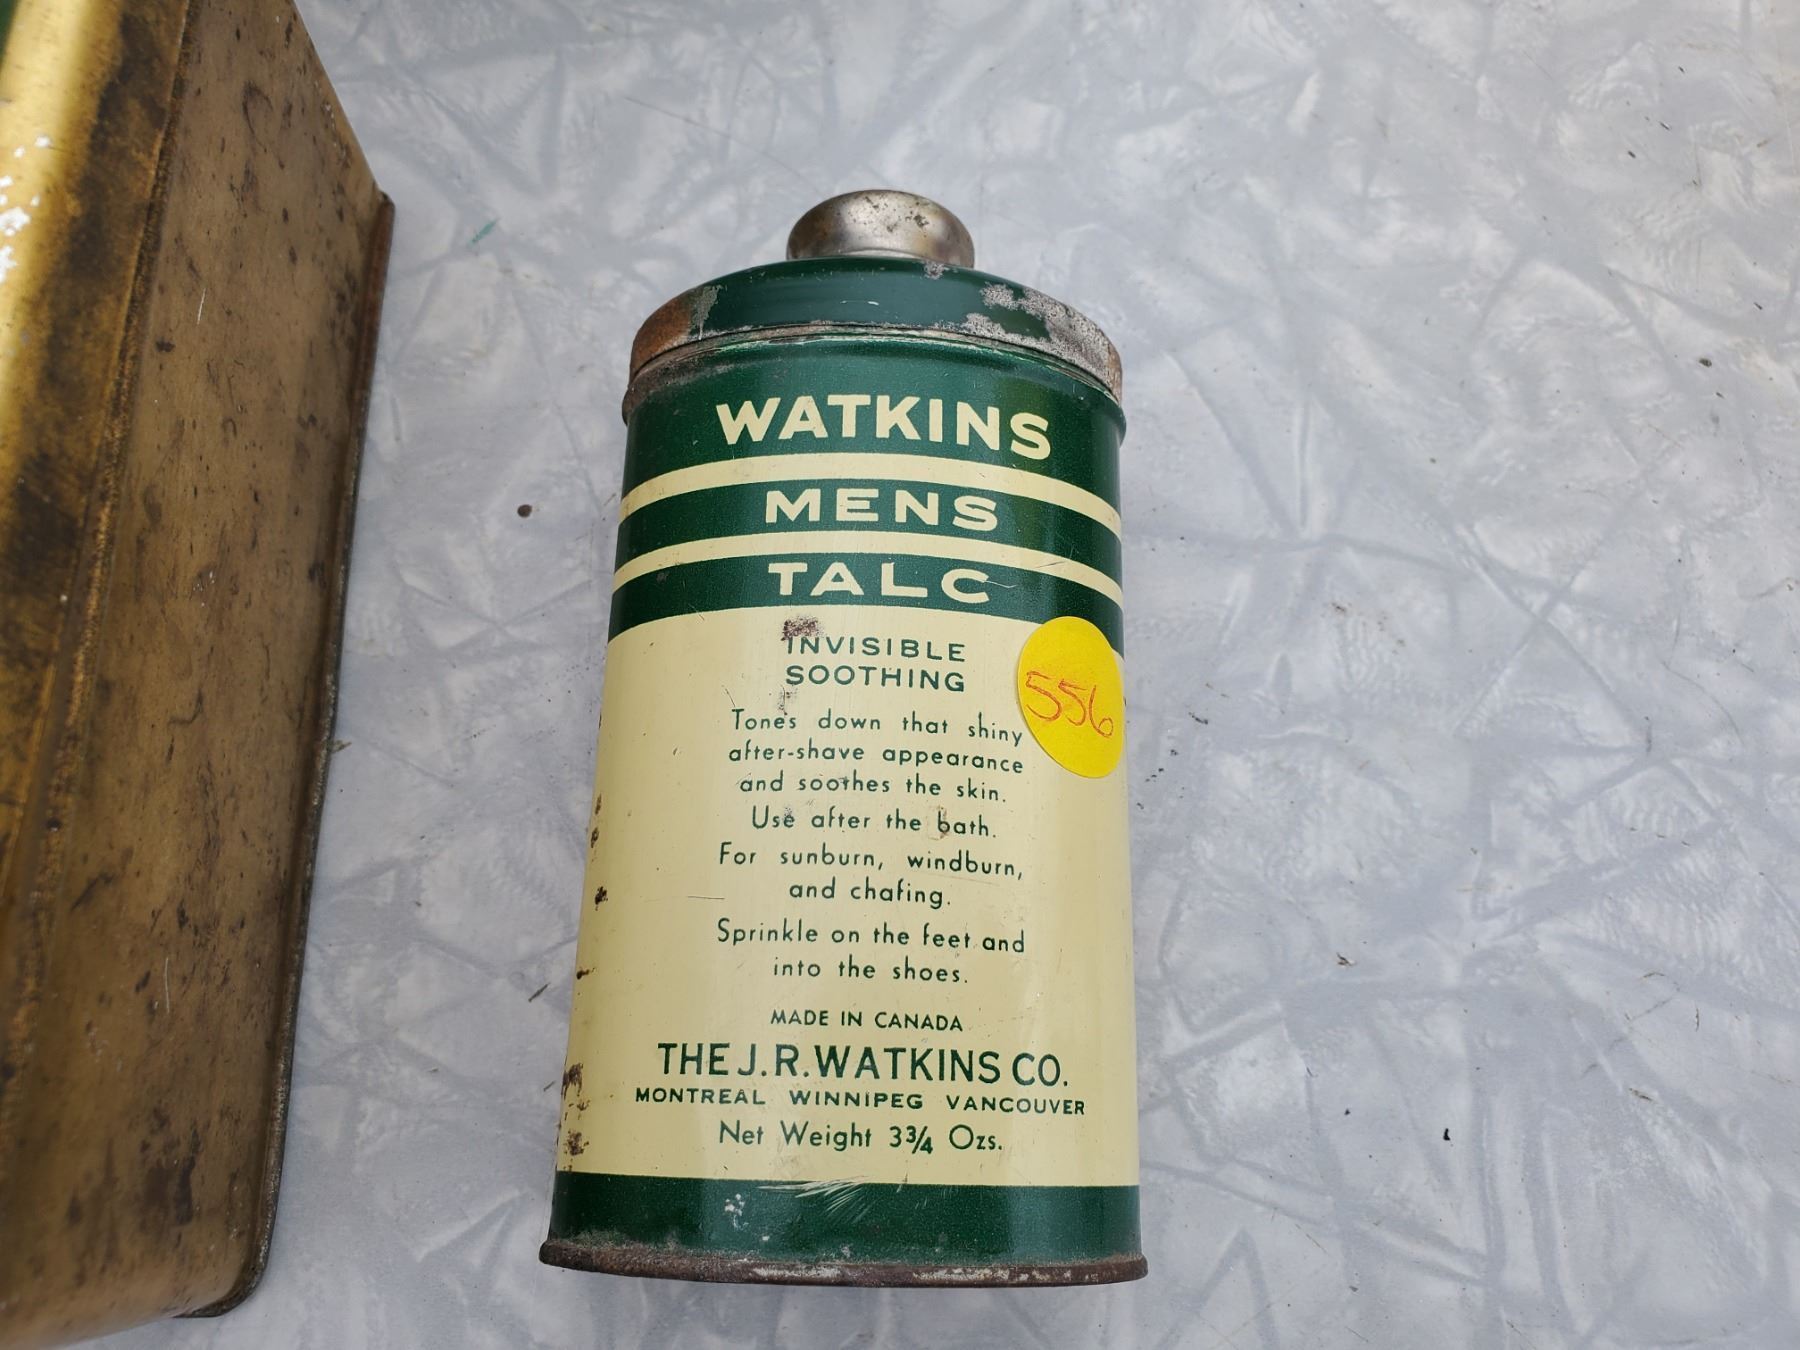 WATKINS
MENS
TALC
INVISIBLE
SOOTHING
556
Tones down that shiny
after-shave appearance
and soothes the skin.
Use after the bath.
For sunburn, windburn,
and chafing.
Sprinkle on the feet and
into the shoes.
MADE IN CANADA
THE J.R. WATKINS CO.
MONTREAL WINNIPEG VANCOUVER
Net Weight 3¾ Ozs.